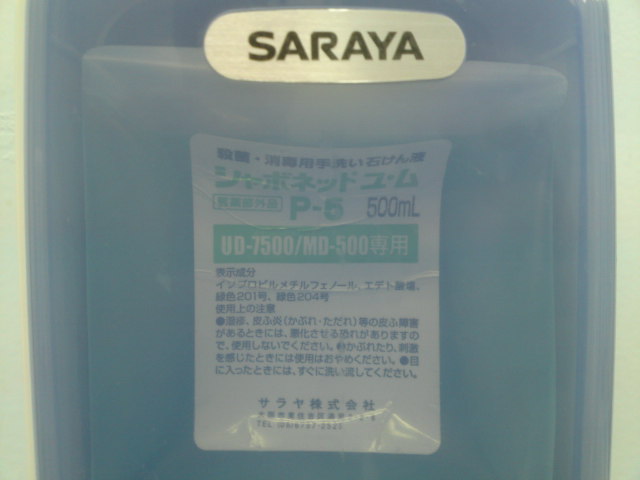 SARAYA
殺菌・消毒用手洗い石けん液
シャボネットユ・ム
医薬部外品 P-5 500mL
UD-7500/MD-500専用
表示成分
イソプロピルメチルフェノール、エデト酸塩、
緑色201号、緑色204号
使用上の注意
●湿疹、皮ふ炎(かぶれ・ただれ)等の皮ふ障害
があるときには、悪化させる恐れがありますの
で、使用しないでください。●かぶれたり、刺激
を感じたときには使用はおやめください。●目
に入ったときには、すぐに洗い流してください。
サラヤ株式会社
TEL (06)6797-2525